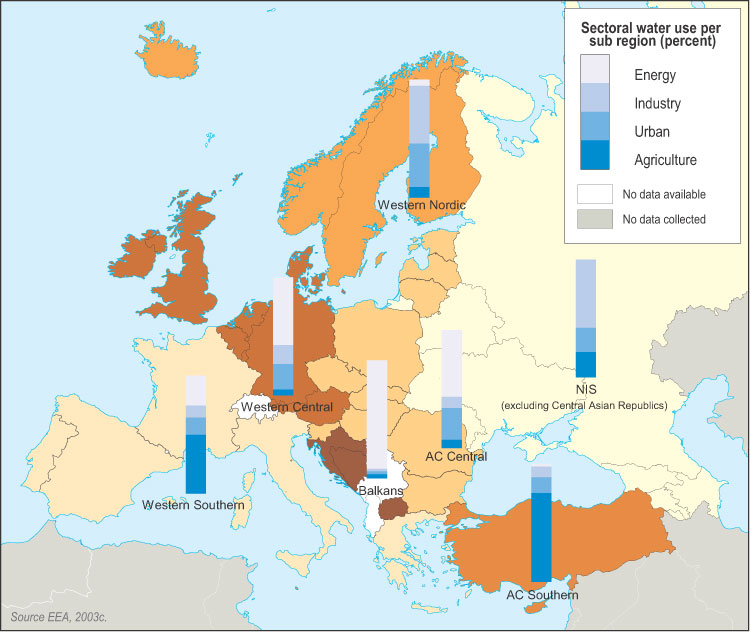 Sectoral water use per
sub region (percent)
Energy
Industry
Urban
Agriculture
No data available
No data collected
Western Nordic
NIS
(excluding Central Asian Republics)
Western Central
AC Central
Balkans
Western Southern
AC Southern
Source EEA, 2003c.